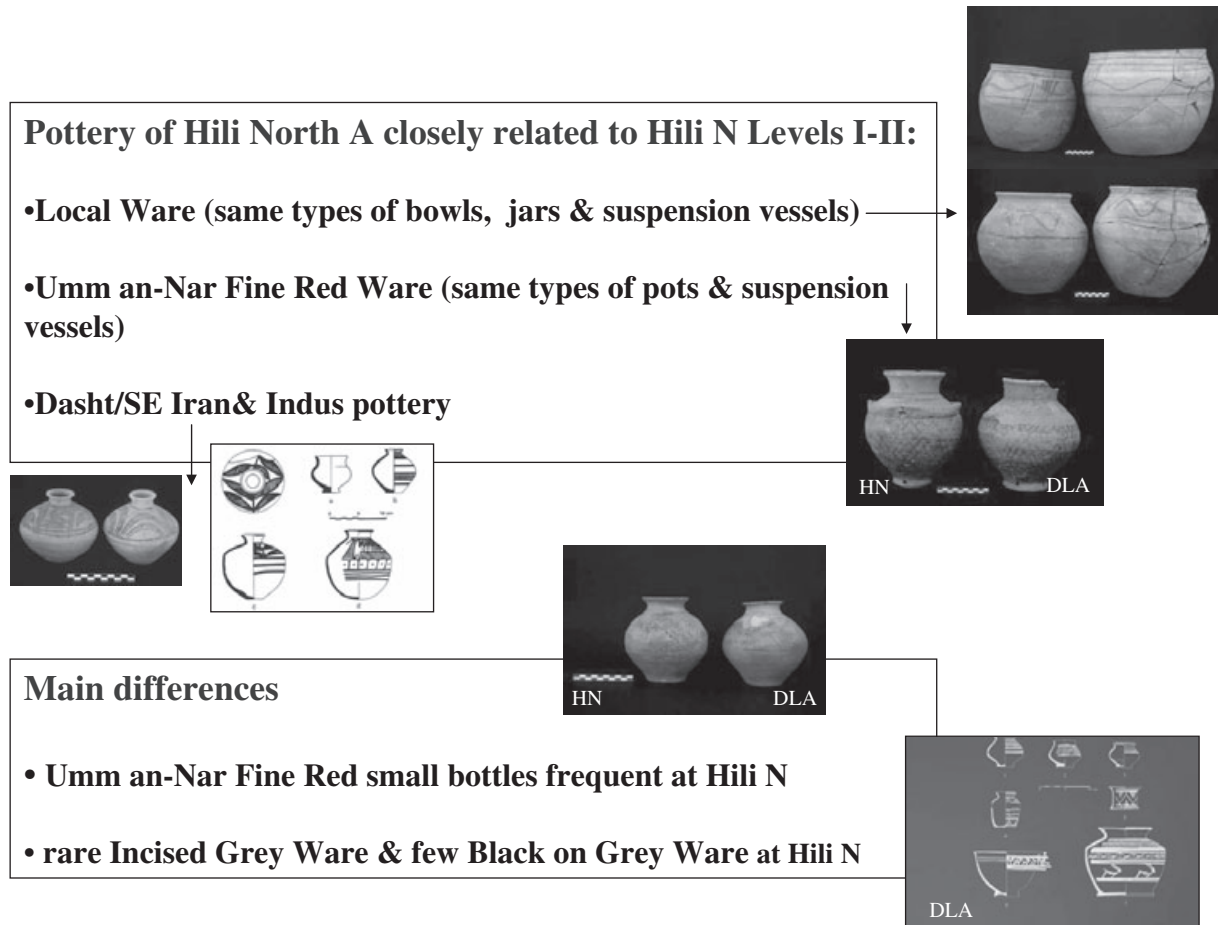 Pottery of Hili North A closely related to Hili N Levels I-II:
•Local Ware (same types of bowls, jars & suspension vessels)
•Umm an-Nar Fine Red Ware (same types of pots & suspension
vessels)
•Dasht/SE Iran& Indus pottery
HN
DLA
HN
DLA
Main differences
• Umm an-Nar Fine Red small bottles frequent at Hili N
• rare Incised Grey Ware & few Black on Grey Ware at Hili N
DLA